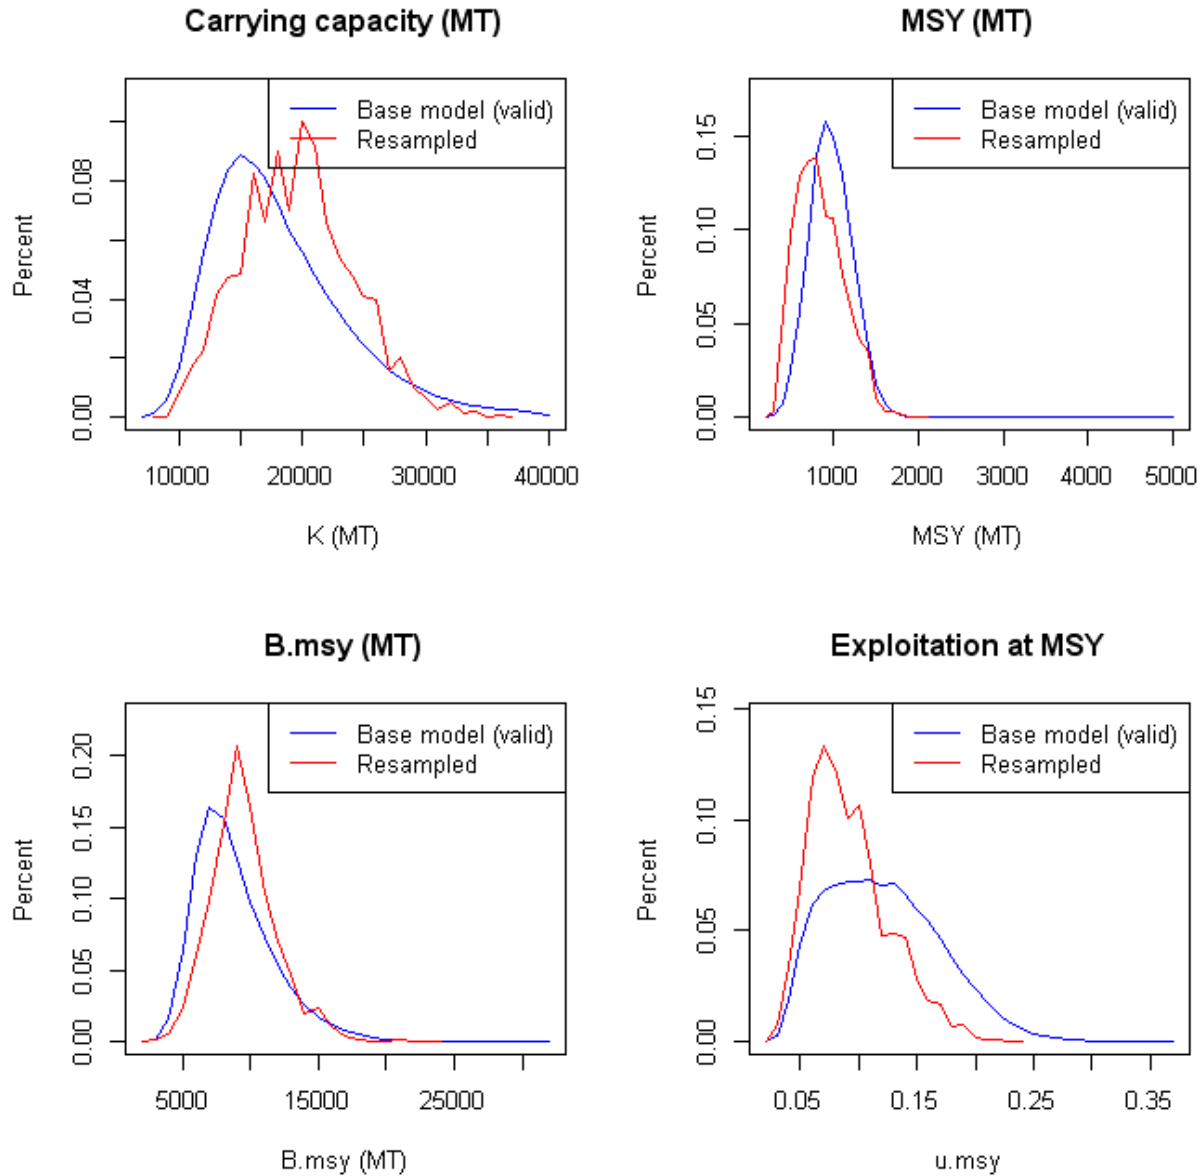 Carrying capacity (MT)
Percent
0.00 0.04 0.08
Base model (valid)
Resampled
10000 20000 30000 40000
K (MT)
MSY (MT)
Percent
0.00 0.05 0.10 0.15
Base model (valid)
Resampled
1000 2000 3000 4000 5000
MSY (MT)
B.msy (MT)
Percent
0.00 0.05 0.10 0.15 0.20
Base model (valid)
Resampled
5000 15000 25000
B.msy (MT)
Exploitation at MSY
Percent
0.00 0.05 0.10 0.15
Base model (valid)
Resampled
0.05 0.15 0.25 0.35
u.msy